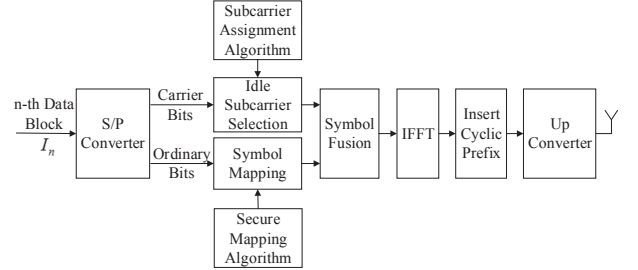 Subcarrier
Assignment
Algorithm
n-th Data
Block
I_n
S/P
Converter
Carrier
Bits
Ordinary
Bits
Idle
Subcarrier
Selection
Symbol
Mapping
Secure
Mapping
Algorithm
Symbol
Fusion
IFFT
Insert
Cyclic
Prefix
Up
Converter